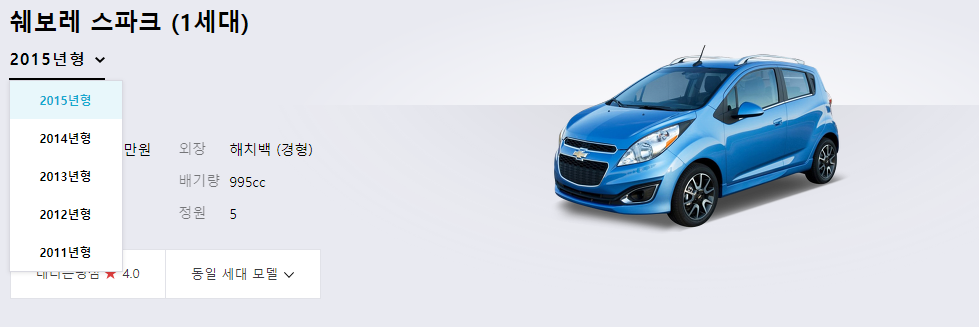 쉐보레 스파크 (1세대)
2015년형
2015년형
2014년형
2013년형
2012년형
2011년형
만원
외장 해치백 (경형)
배기량 995cc
정원 5
★ 4.0
동일 세대 모델